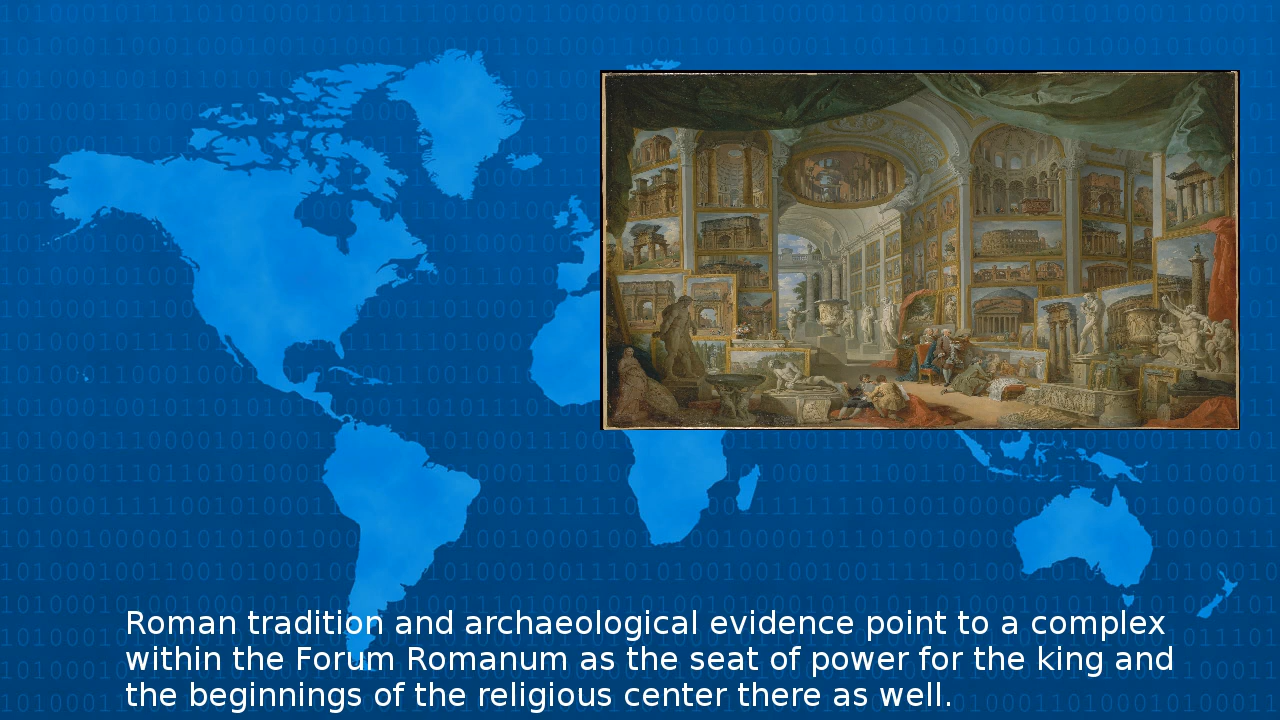 Roman tradition and archaeological evidence point to a complex
within the Forum Romanum as the seat of power for the king and
the beginnings of the religious center there as well.